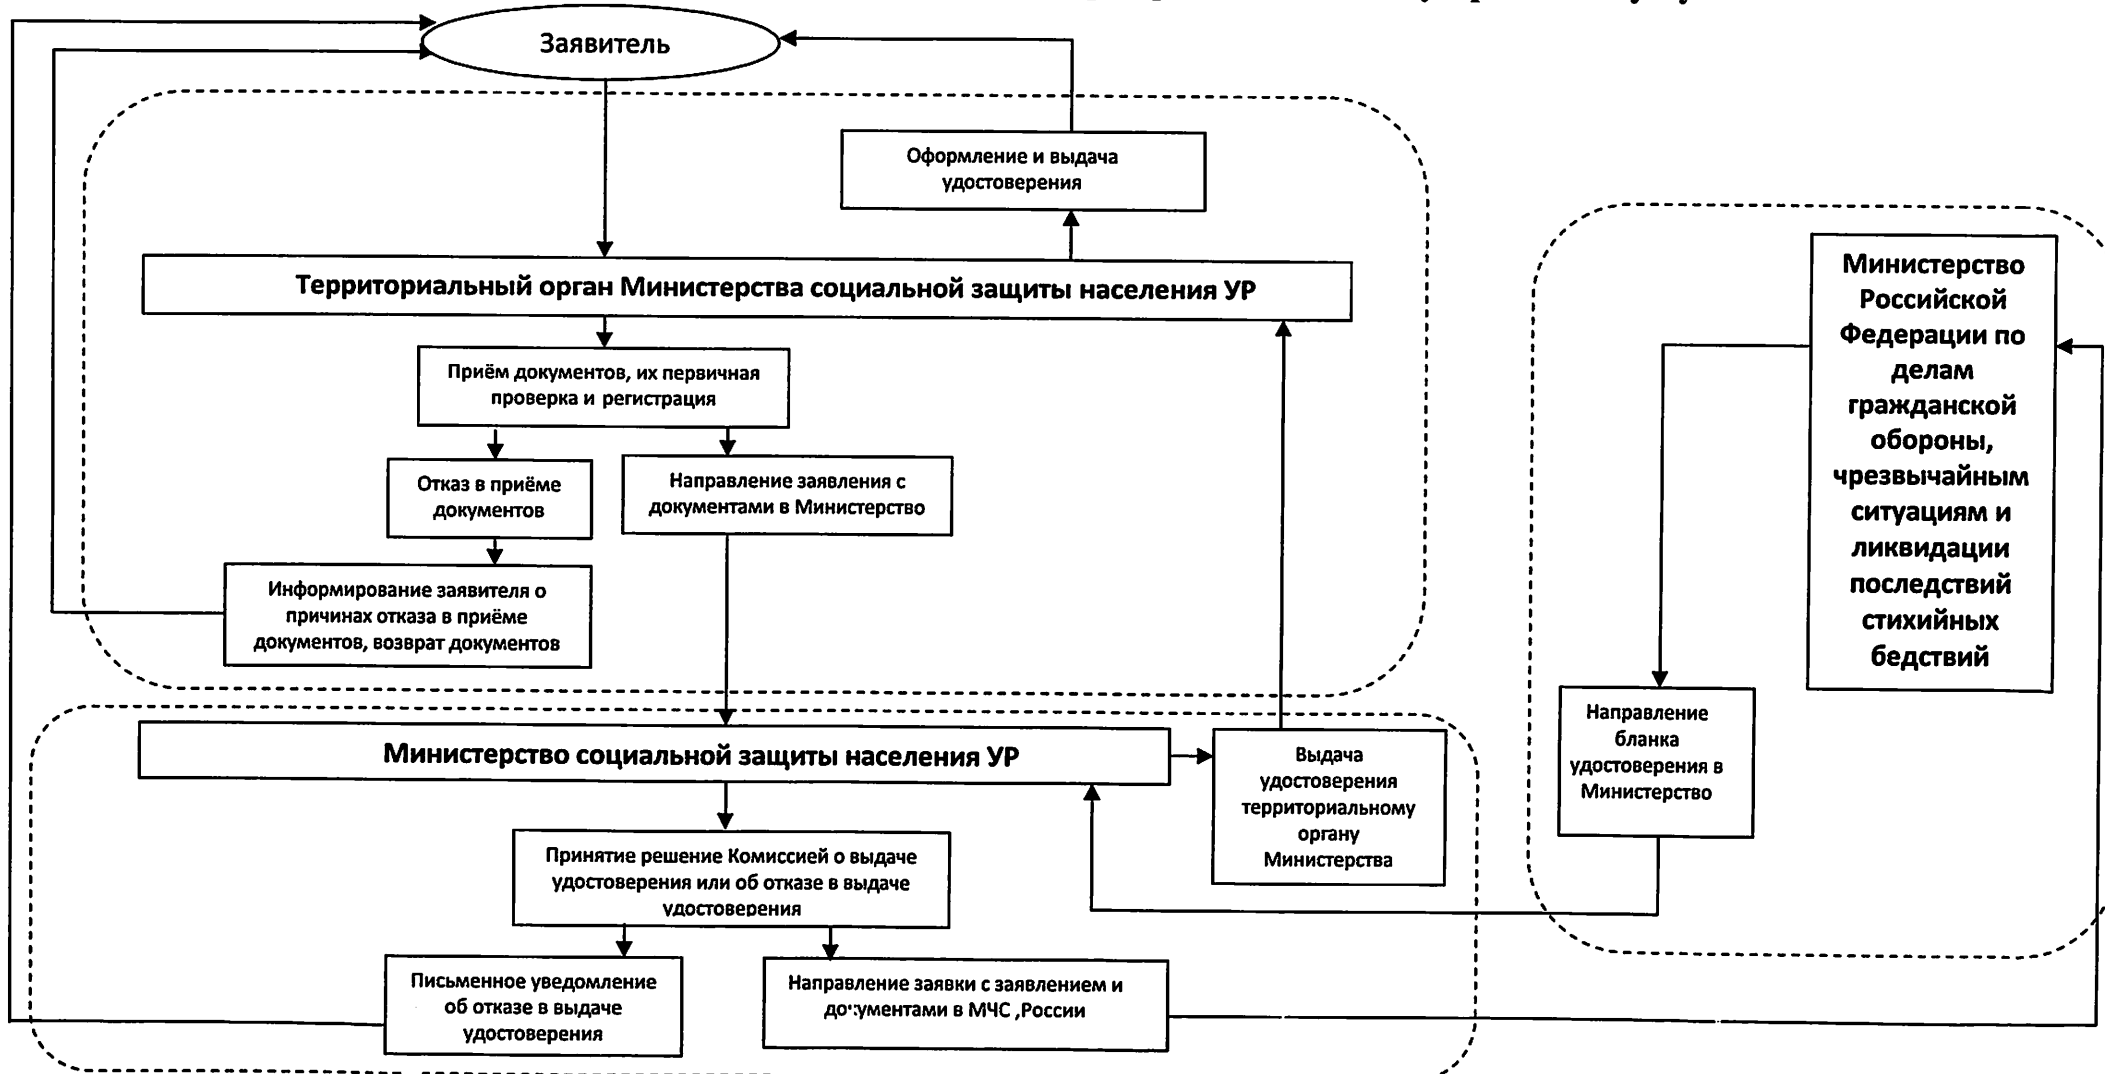 Заявитель
Оформление и выдача
удостоверения
Территориальный орган Министерства социальной защиты населения УР
Приём документов, их первичная
проверка и регистрация
Отказ в приёме
документов
Направление заявления с
документами в Министерство
Информирование заявителя о
причинах отказа в приёме
документов, возврат документов
Министерство
Российской
Федерации по
делам
гражданской
обороны,
чрезвычайным
ситуациям и
ликвидации
последствий
стихийных
бедствий
Направление
бланка
удостоверения в
Министерство
Министерство социальной защиты населения УР
Выдача
удостоверения
территориальному
органу
Министерства
Принятие решение Комиссией о выдаче
удостоверения или об отказе в выдаче
удостоверения
Письменное уведомление
об отказе в выдаче
удостоверения
Направление заявки с заявлением и
документами в МЧС ,России